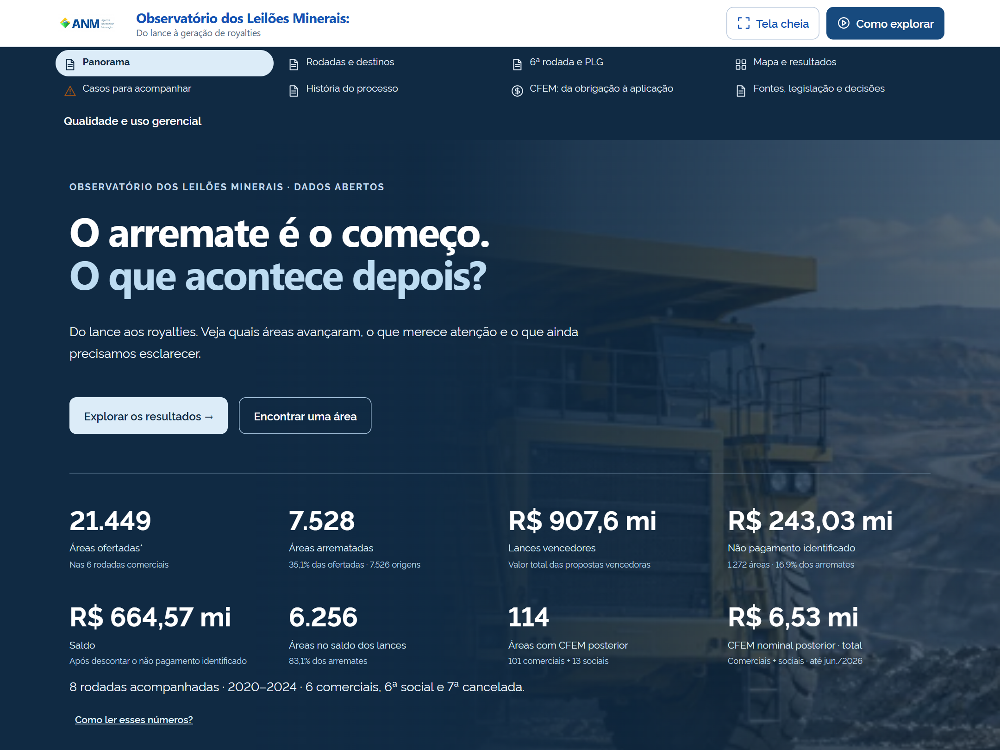 ANM Agência
Nacional de
Mineração
Observatório dos Leilões Minerais:
Do lance à geração de royalties
Tela cheia
Como explorar
Panorama
Rodadas e destinos
6ª rodada e PLG
Mapa e resultados
Casos para acompanhar
História do processo
CFEM: da obrigação à aplicação
Fontes, legislação e decisões
Qualidade e uso gerencial
OBSERVATÓRIO DOS LEILÕES MINERAIS · DADOS ABERTOS
O arremate é o começo.
O que acontece depois?
Do lance aos royalties. Veja quais áreas avançaram, o que merece atenção e o que ainda
precisamos esclarecer.
Explorar os resultados →
Encontrar uma área
21.449
Áreas ofertadas*
Nas 6 rodadas comerciais
7.528
Áreas arrematadas
35,1% das ofertadas · 7.526 origens
R$ 907,6 mi
Lances vencedores
Valor total das propostas vencedoras
R$ 243,03 mi
Não pagamento identificado
1.272 áreas · 16,9% dos arremates
R$ 664,57 mi
Saldo
Após descontar o não pagamento identificado
6.256
Áreas no saldo dos lances
83,1% dos arremates
114
Áreas com CFEM posterior
101 comerciais + 13 sociais
R$ 6,53 mi
CFEM nominal posterior · total
Comerciais + sociais · até jun./2026
8 rodadas acompanhadas · 2020–2024 · 6 comerciais, 6ª social e 7ª cancelada.
Como ler esses números?